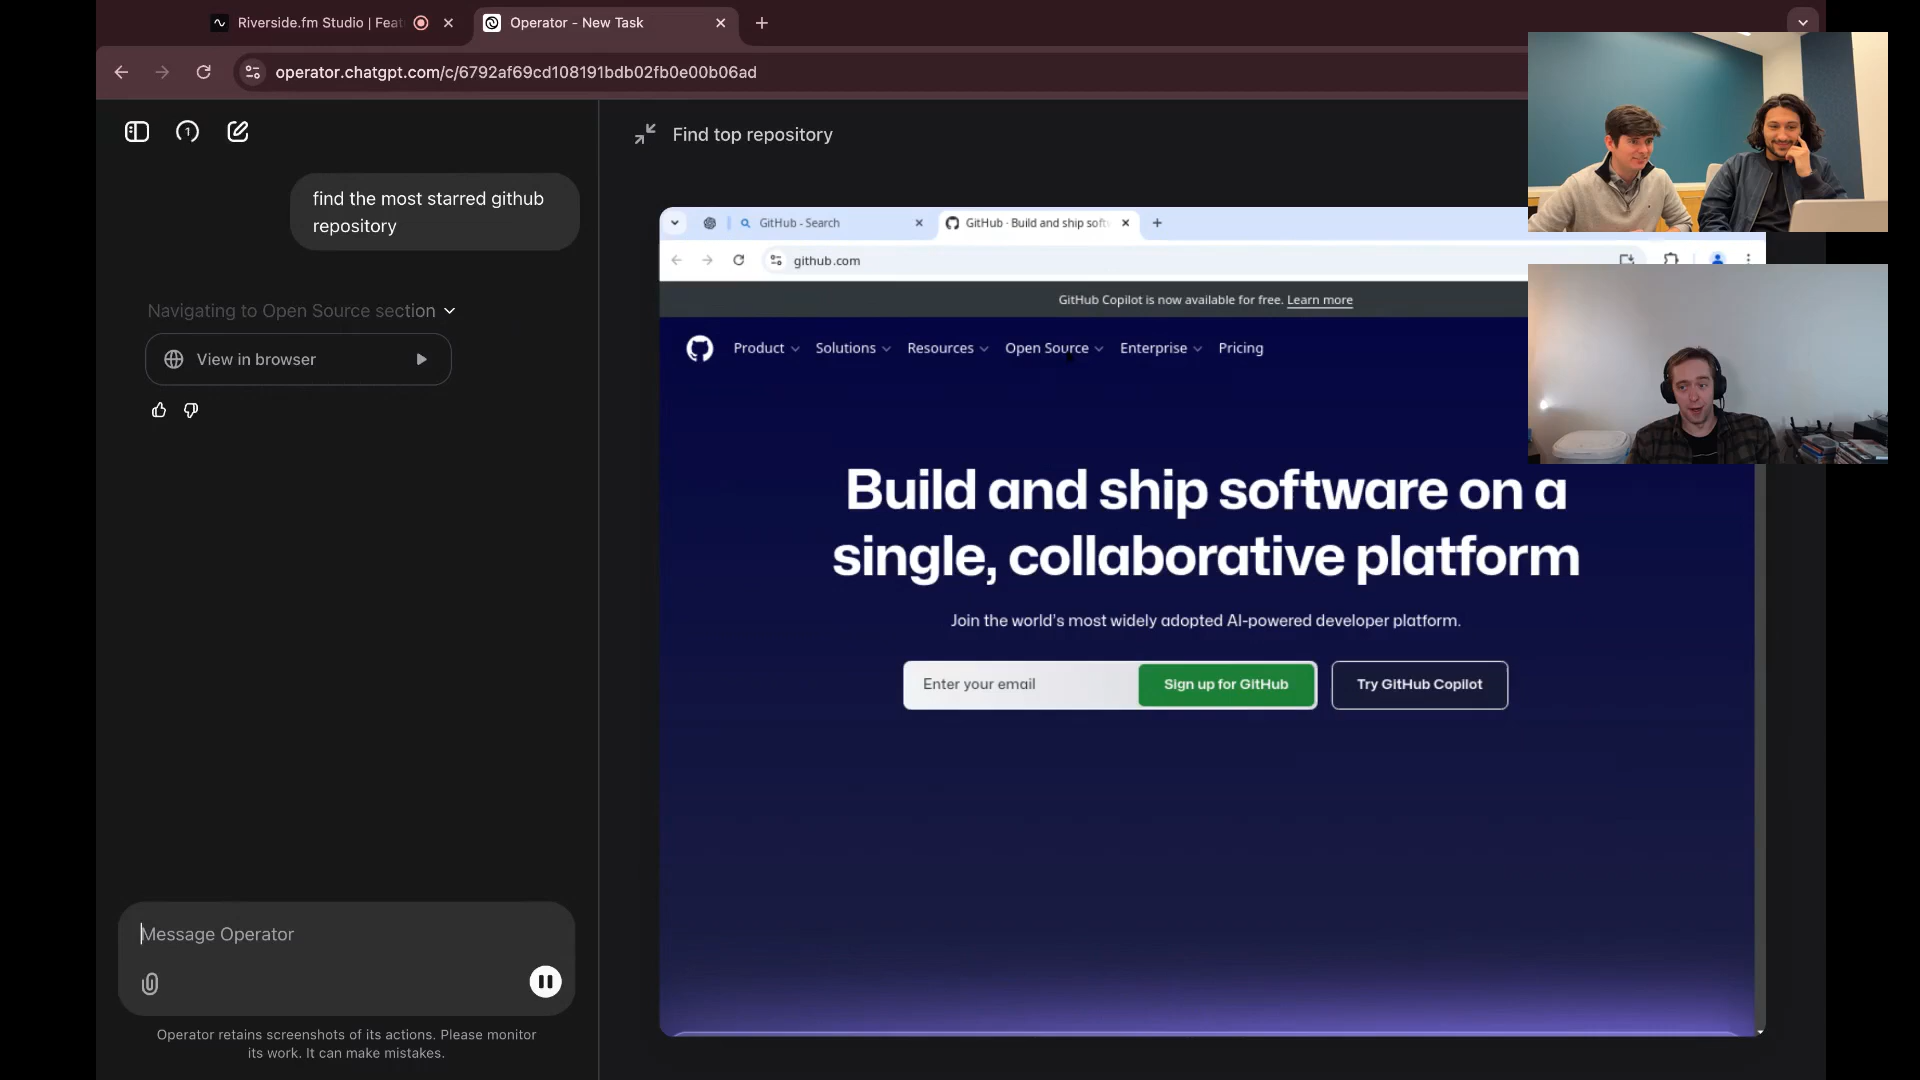 Riverside.fm Studio | Feat
Operator - New Task
operator.chatgpt.com/c/6792af69cd108191bdb02fb0e00b06ad
1
Find top repository
find the most starred github
repository
Navigating to Open Source section
View in browser
GitHub - Search
GitHub · Build and ship soft
github.com
GitHub Copilot is now available for free. Learn more
Product
Solutions
Resources
Open Source
Enterprise
Pricing
Build and ship software on a
single, collaborative platform
Join the world's most widely adopted AI-powered developer platform.
Enter your email
Sign up for GitHub
Try GitHub Copilot
Message Operator
Operator retains screenshots of its actions. Please monitor
its work. It can make mistakes.